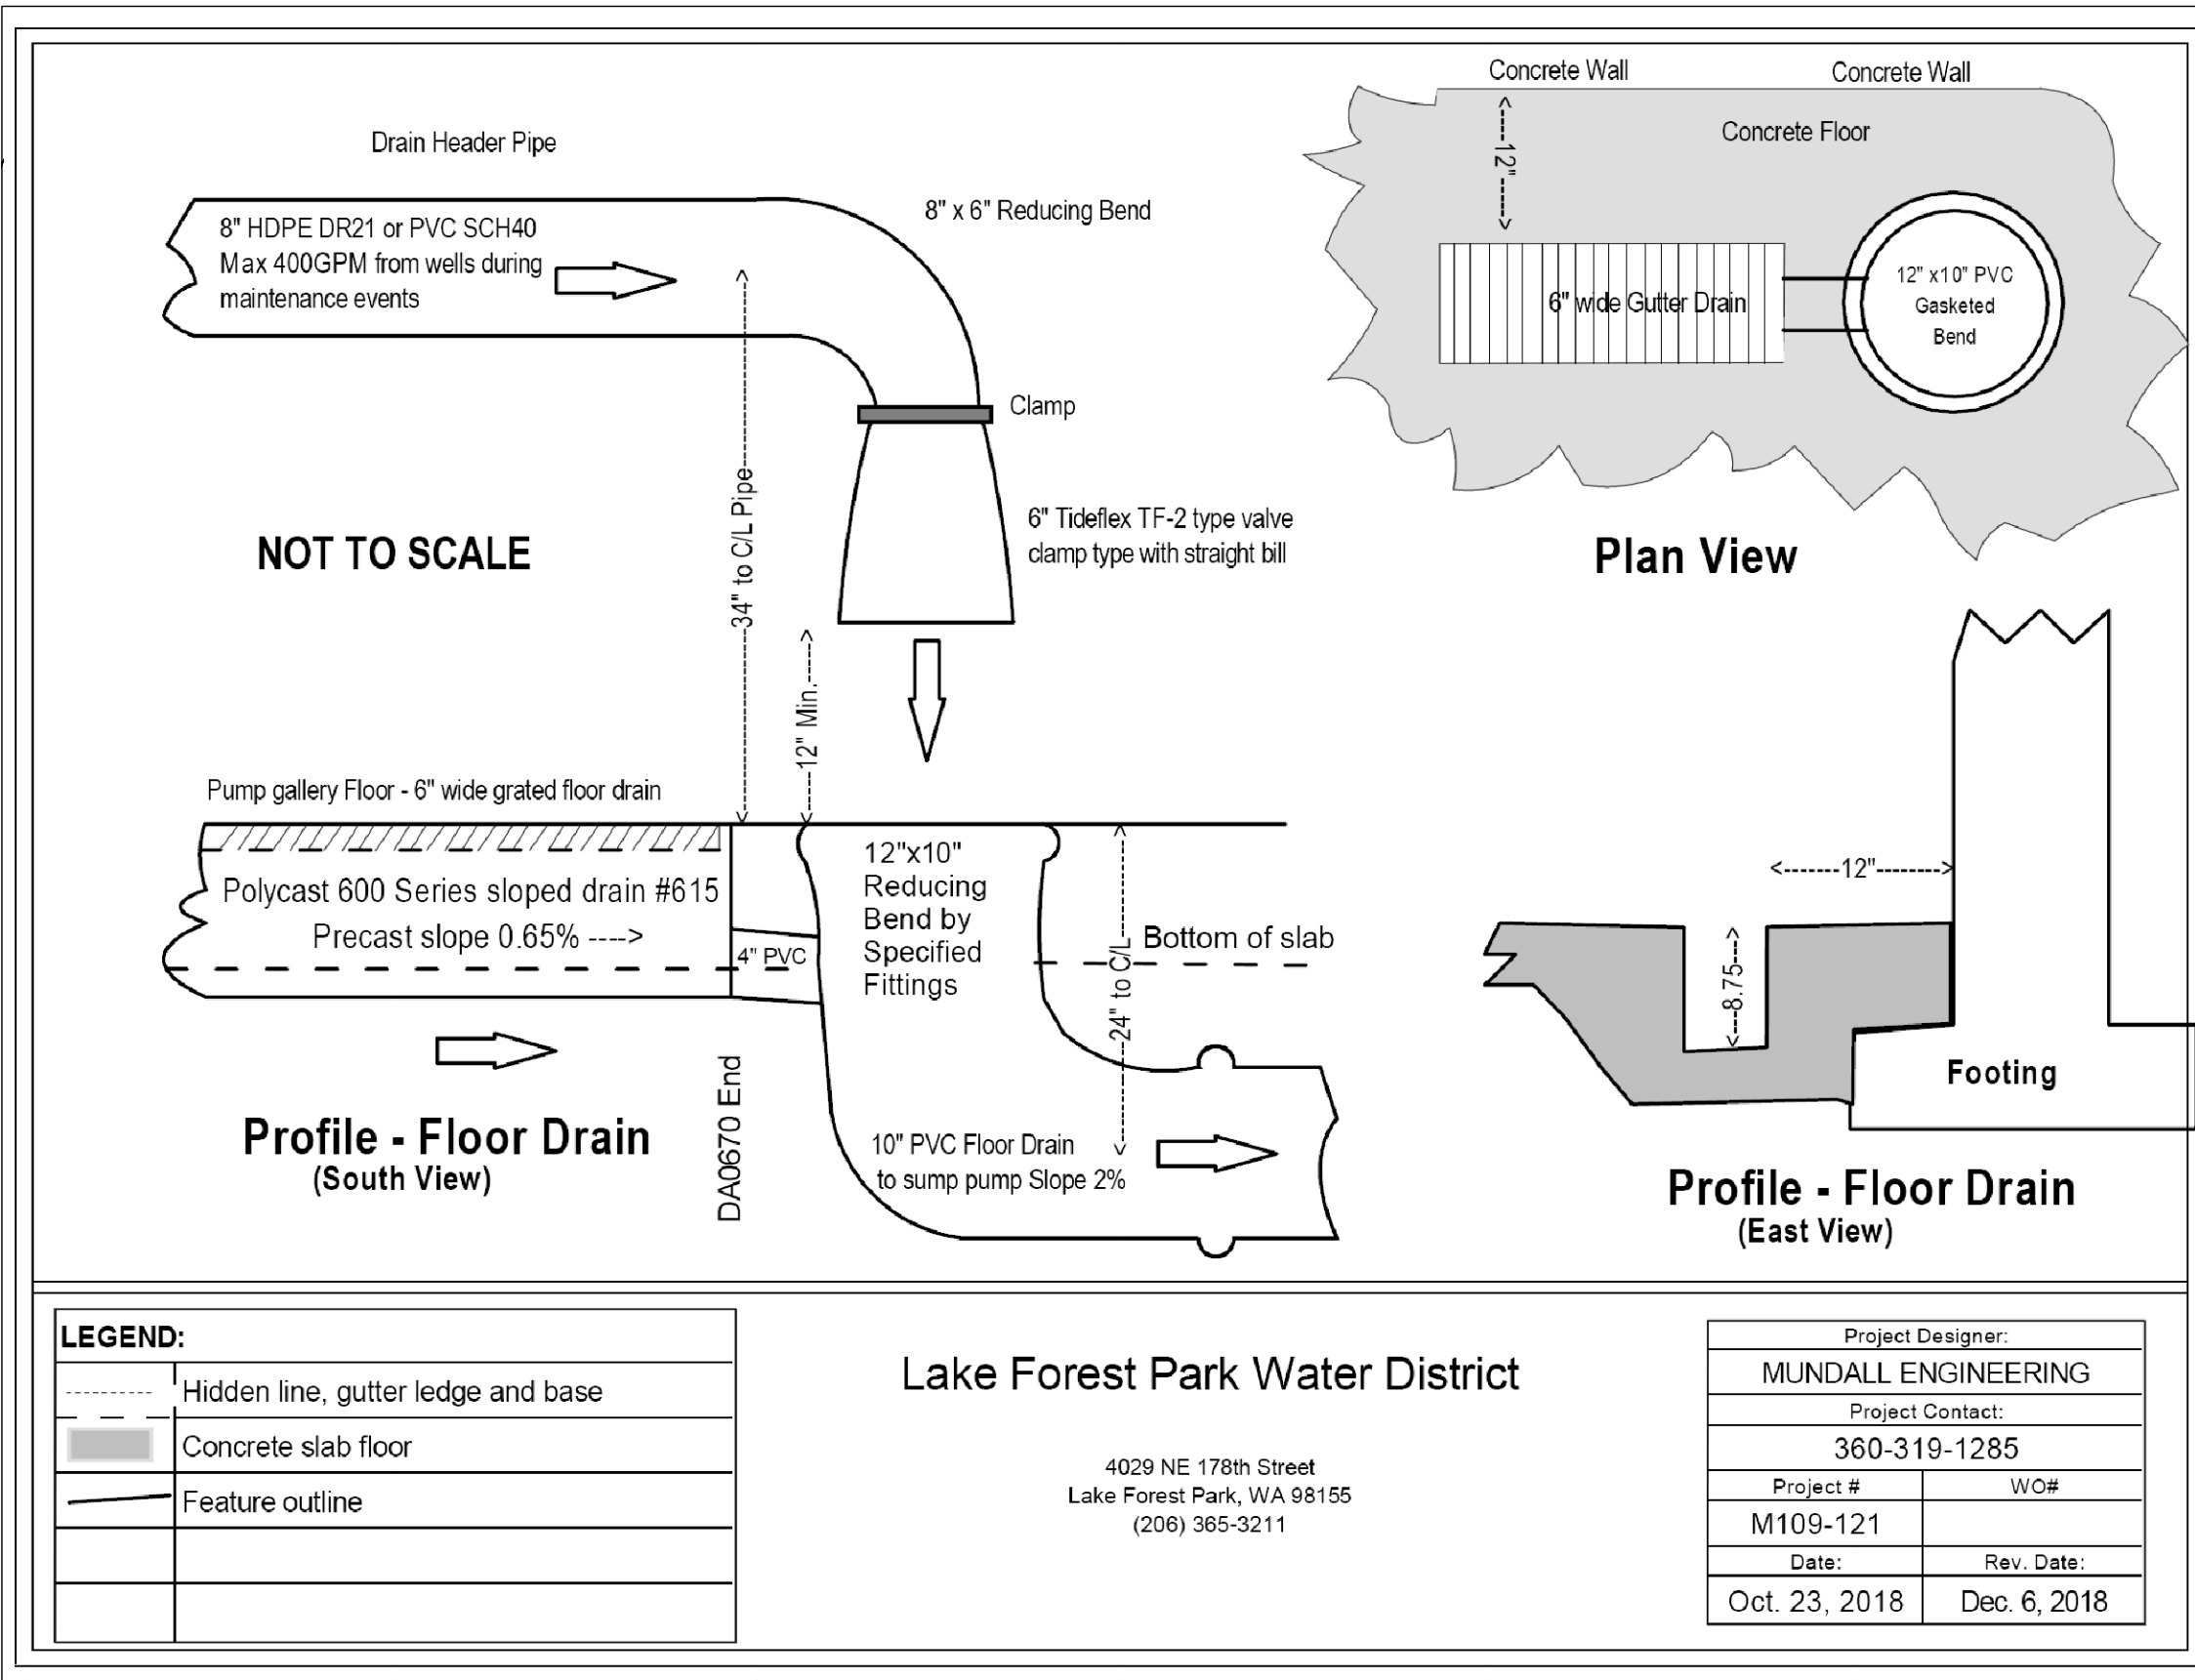 Drain Header Pipe
8" HDPE DR21 or PVC SCH40
Max 400GPM from wells during
maintenance events
8" x 6" Reducing Bend
Clamp
6" Tideflex TF-2 type valve
clamp type with straight bill
34" to C/L Pipe
12" Min.
NOT TO SCALE
Concrete Wall
Concrete Wall
Concrete Floor
12"
6" wide Gutter Drain
12" x10" PVC
Gasketed
Bend
Plan View
Pump gallery Floor - 6" wide grated floor drain
Polycast 600 Series sloped drain #615
Precast slope 0.65% ---->
4" PVC
12"x10"
Reducing
Bend by
Specified
Fittings
Bottom of slab
24" to C/L
DA0670 End
10" PVC Floor Drain
to sump pump Slope 2%
Profile - Floor Drain
(South View)
12"
8.75
Footing
Profile - Floor Drain
(East View)
LEGEND:
Hidden line, gutter ledge and base
Concrete slab floor
Feature outline
Lake Forest Park Water District
4029 NE 178th Street
Lake Forest Park, WA 98155
(206) 365-3211
Project Designer:
MUNDALL ENGINEERING
Project Contact:
360-319-1285
Project # WO#
M109-121
Date: Rev. Date:
Oct. 23, 2018 Dec. 6, 2018